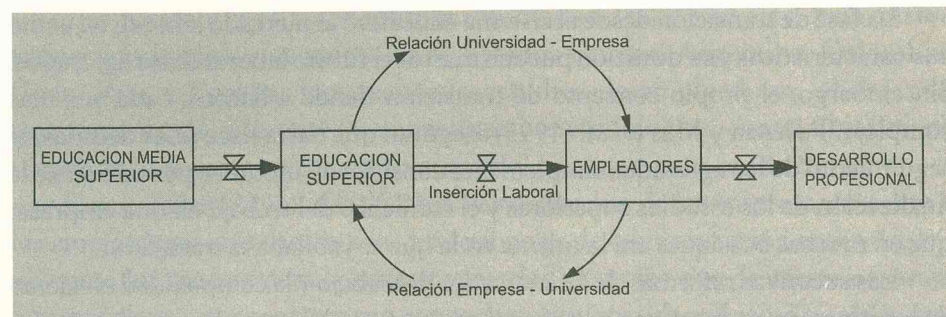 Relación Universidad - Empresa
EDUCACION MEDIA
SUPERIOR
EDUCACION
SUPERIOR
Inserción Laboral
EMPLEADORES
DESARROLLO
PROFESIONAL
Relación Empresa - Universidad